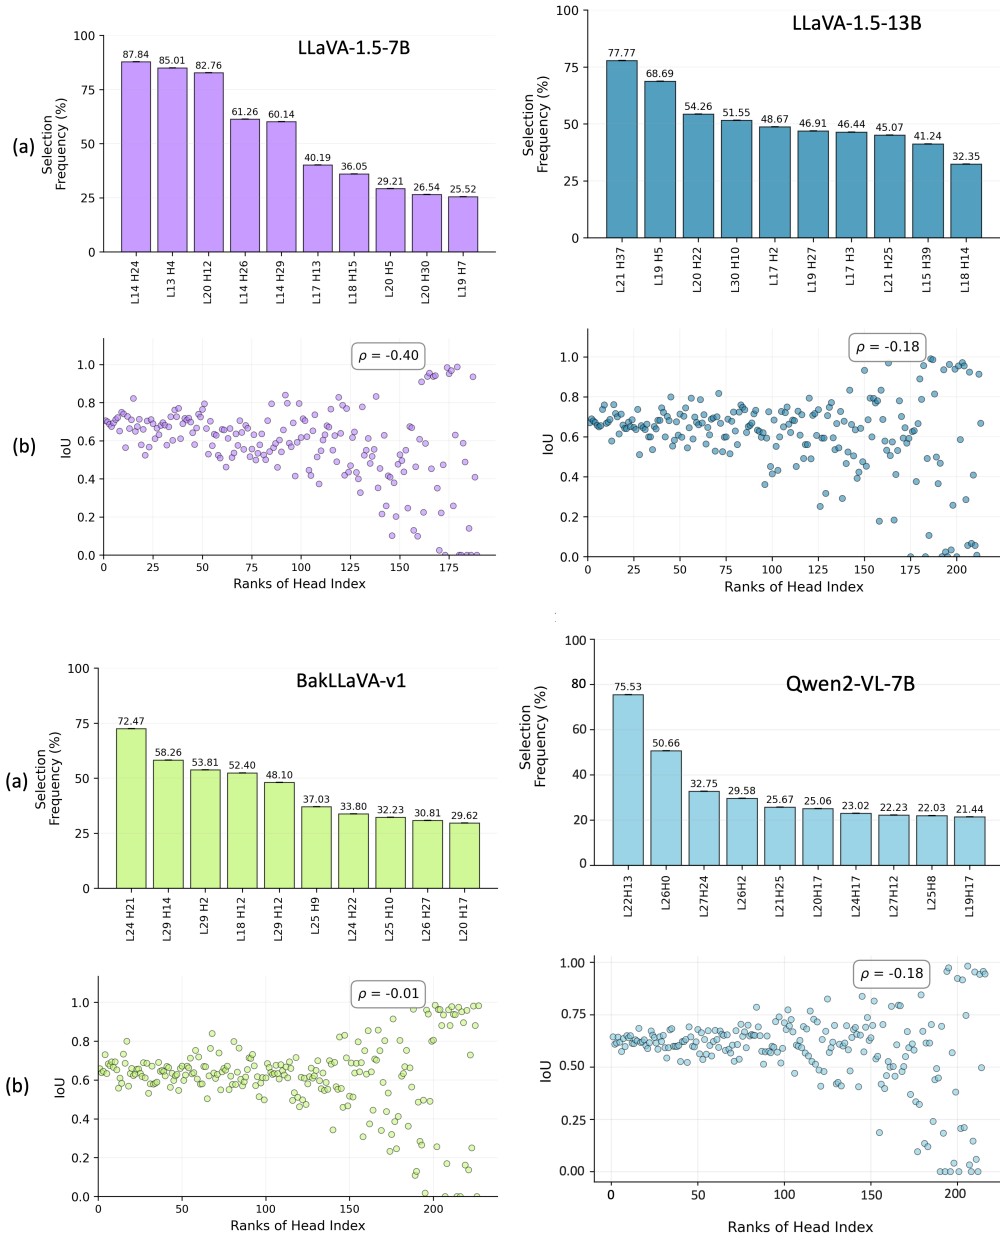 LLaVA-1.5-7B
(a)
Selection
Frequency (%)
100
75
50
25
0
87.84
85.01
82.76
61.26
60.14
40.19
36.05
29.21
26.54
25.52
L14 H24
L13 H4
L20 H12
L14 H26
L14 H29
L17 H13
L18 H15
L20 H5
L20 H30
L19 H7
LLaVA-1.5-13B
Selection
Frequency (%)
100
75
50
25
0
77.77
68.69
54.26
51.55
48.67
46.91
46.44
45.07
41.24
32.35
L21 H37
L19 H5
L20 H22
L30 H10
L17 H2
L19 H27
L17 H3
L21 H25
L15 H39
L18 H14
(b)
IoU
1.0
0.8
0.6
0.4
0.2
0.0
ρ = -0.40
0
25
50
75
100
125
150
175
Ranks of Head Index
IoU
1.0
0.8
0.6
0.4
0.2
0.0
ρ = -0.18
0
25
50
75
100
125
150
175
200
Ranks of Head Index
BakLLaVA-v1
(a)
Selection
Frequency (%)
100
75
50
25
0
72.47
58.26
53.81
52.40
48.10
37.03
33.80
32.23
30.81
29.62
L24 H21
L29 H14
L29 H2
L18 H12
L29 H12
L25 H9
L24 H22
L25 H10
L26 H27
L20 H17
Qwen2-VL-7B
Selection
Frequency (%)
100
80
60
40
20
0
75.53
50.66
32.75
29.58
25.67
25.06
23.02
22.23
22.03
21.44
L22H13
L26H0
L27H24
L26H2
L21H25
L20H17
L24H17
L27H12
L25H8
L19H17
(b)
IoU
1.0
0.8
0.6
0.4
0.2
0.0
ρ = -0.01
0
50
100
150
200
Ranks of Head Index
IoU
1.00
0.75
0.50
0.25
0.00
ρ = -0.18
0
50
100
150
200
Ranks of Head Index